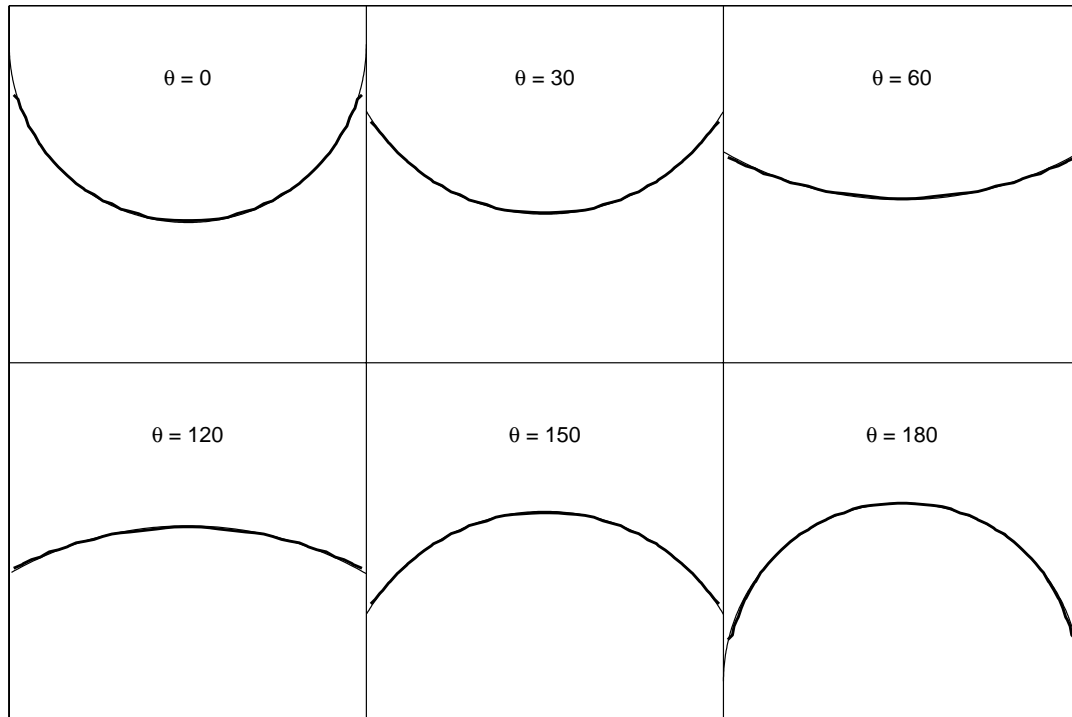 θ = 0
θ = 30
θ = 60
θ = 120
θ = 150
θ = 180